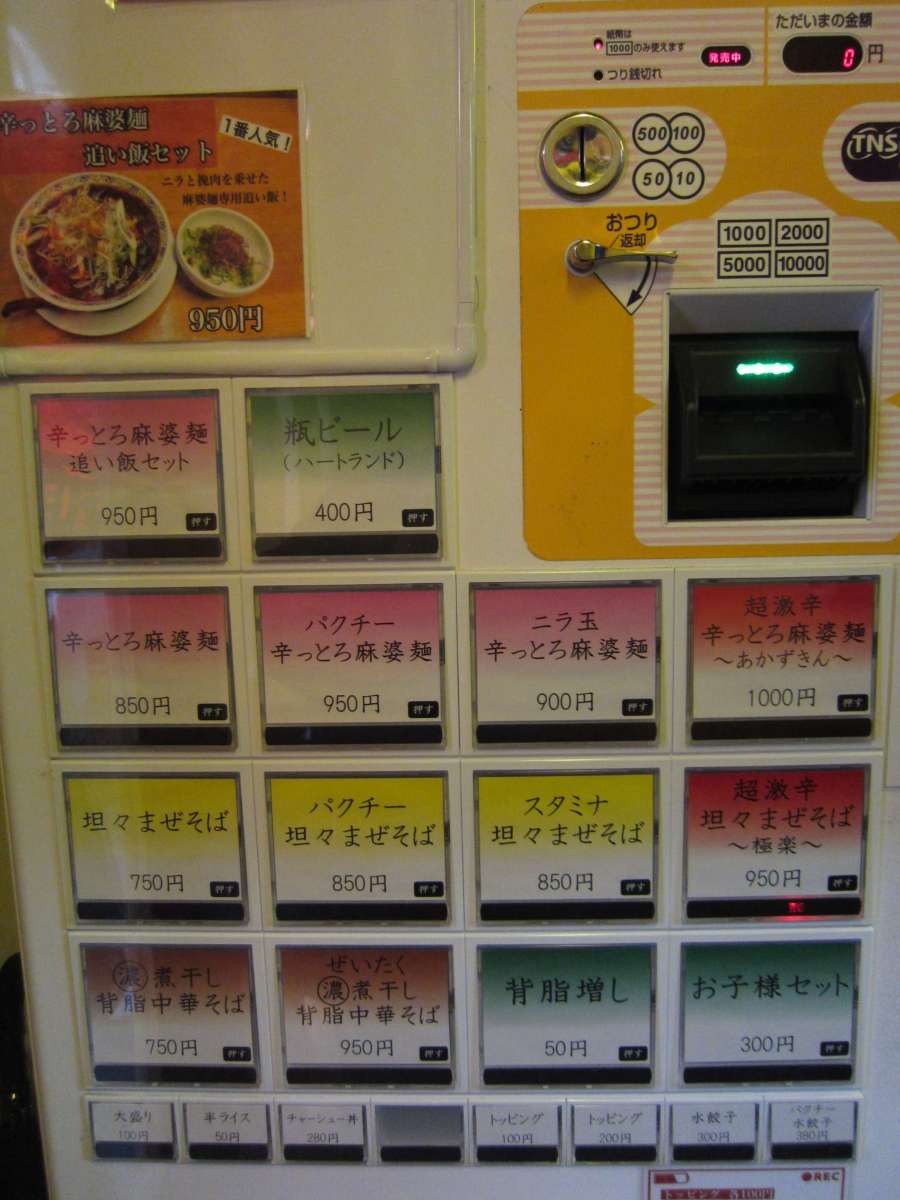 辛っとろ麻婆麺
追い飯セット
1番人気!
ニラと挽肉を乗せた
麻婆麺専用追い飯!
950円
紙幣は
1000のみ使えます
発売中
つり銭切れ
ただいまの金額
0円
500 100
50 10
TNS
おつり
/返却
1000 2000
5000 10000
辛っとろ麻婆麺
追い飯セット
950円
押す
瓶ビール
(ハートランド)
400円
押す
辛っとろ麻婆麺
850円
押す
パクチー
辛っとろ麻婆麺
950円
押す
ニラ玉
辛っとろ麻婆麺
900円
押す
超激辛
辛っとろ麻婆麺
〜あかずきん〜
1000円
押す
坦々まぜそば
750円
押す
パクチー
坦々まぜそば
850円
押す
スタミナ
坦々まぜそば
850円
押す
超激辛
坦々まぜそば
〜極楽〜
950円
押す
濃煮干し
背脂中華そば
750円
押す
ぜいたく
濃煮干し
背脂中華そば
950円
押す
背脂増し
50円
押す
お子様セット
300円
押す
大盛り
100円
半ライス
50円
チャーシュー丼
280円
トッピング
100円
トッピング
200円
水餃子
300円
パクチー
水餃子
380円
REC
トッピング 各100円